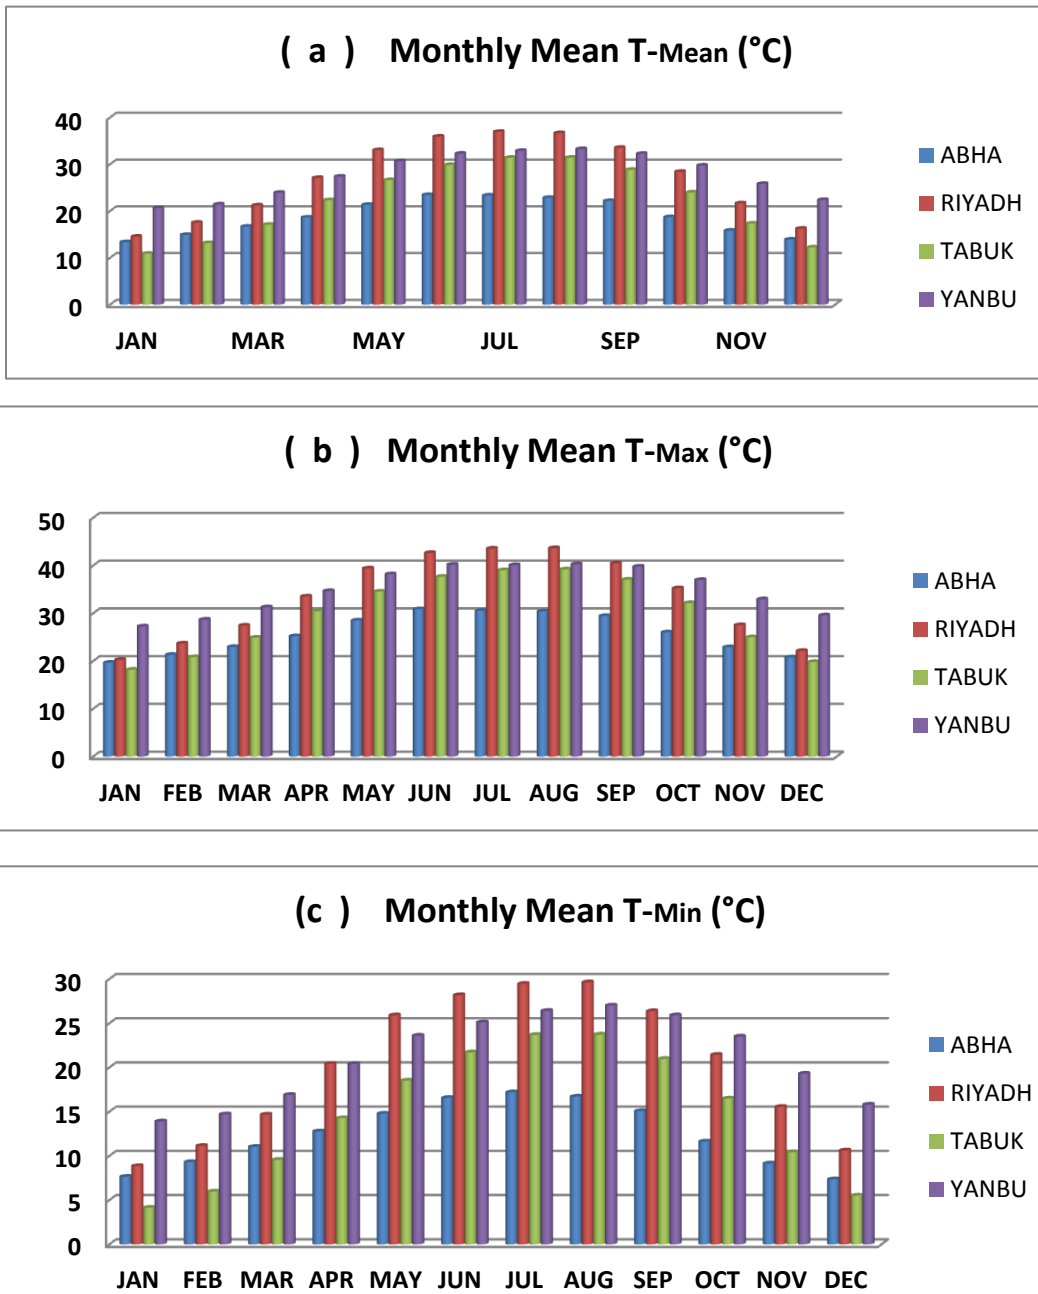 ( a ) Monthly Mean T-Mean (°C)
40
30
20
10
0
JAN MAR MAY JUL SEP NOV
ABHA
RIYADH
TABUK
YANBU
( b ) Monthly Mean T-Max (°C)
50
40
30
20
10
0
JAN FEB MAR APR MAY JUN JUL AUG SEP OCT NOV DEC
ABHA
RIYADH
TABUK
YANBU
(c ) Monthly Mean T-Min (°C)
30
25
20
15
10
5
0
JAN FEB MAR APR MAY JUN JUL AUG SEP OCT NOV DEC
ABHA
RIYADH
TABUK
YANBU